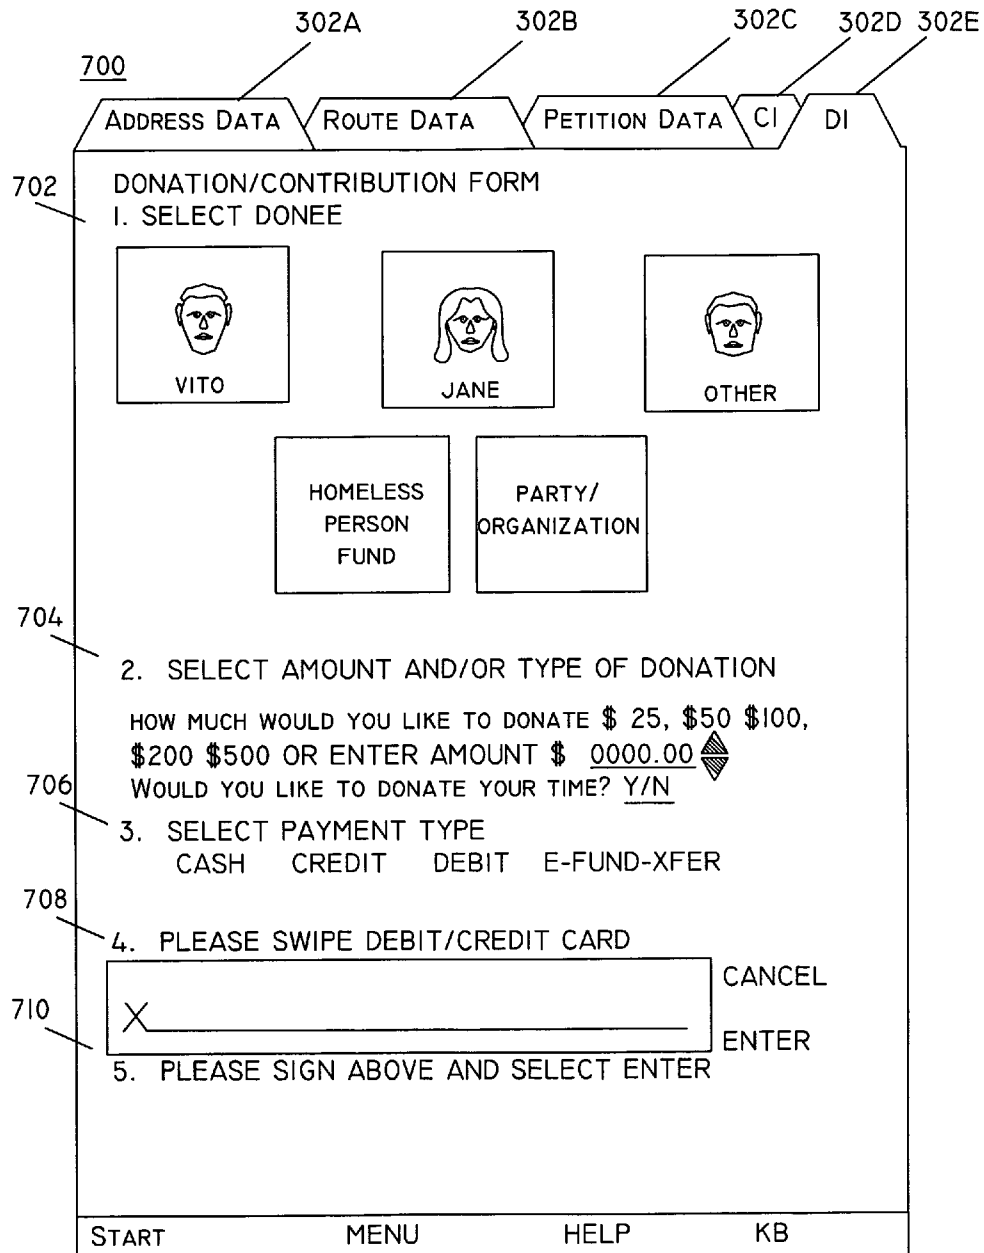 302A 302B 302C 302D 302E
700
ADDRESS DATA ROUTE DATA PETITION DATA CI DI
702 DONATION/CONTRIBUTION FORM
1. SELECT DONEE
VITO JANE OTHER
HOMELESS
PERSON
FUND
PARTY/
ORGANIZATION
704
2. SELECT AMOUNT AND/OR TYPE OF DONATION
HOW MUCH WOULD YOU LIKE TO DONATE $ 25, $50 $100,
$200 $500 OR ENTER AMOUNT $ 0000.00
706 WOULD YOU LIKE TO DONATE YOUR TIME? Y/N
3. SELECT PAYMENT TYPE
CASH CREDIT DEBIT E-FUND-XFER
708
4. PLEASE SWIPE DEBIT/CREDIT CARD
CANCEL
710 X
ENTER
5. PLEASE SIGN ABOVE AND SELECT ENTER
START MENU HELP KB